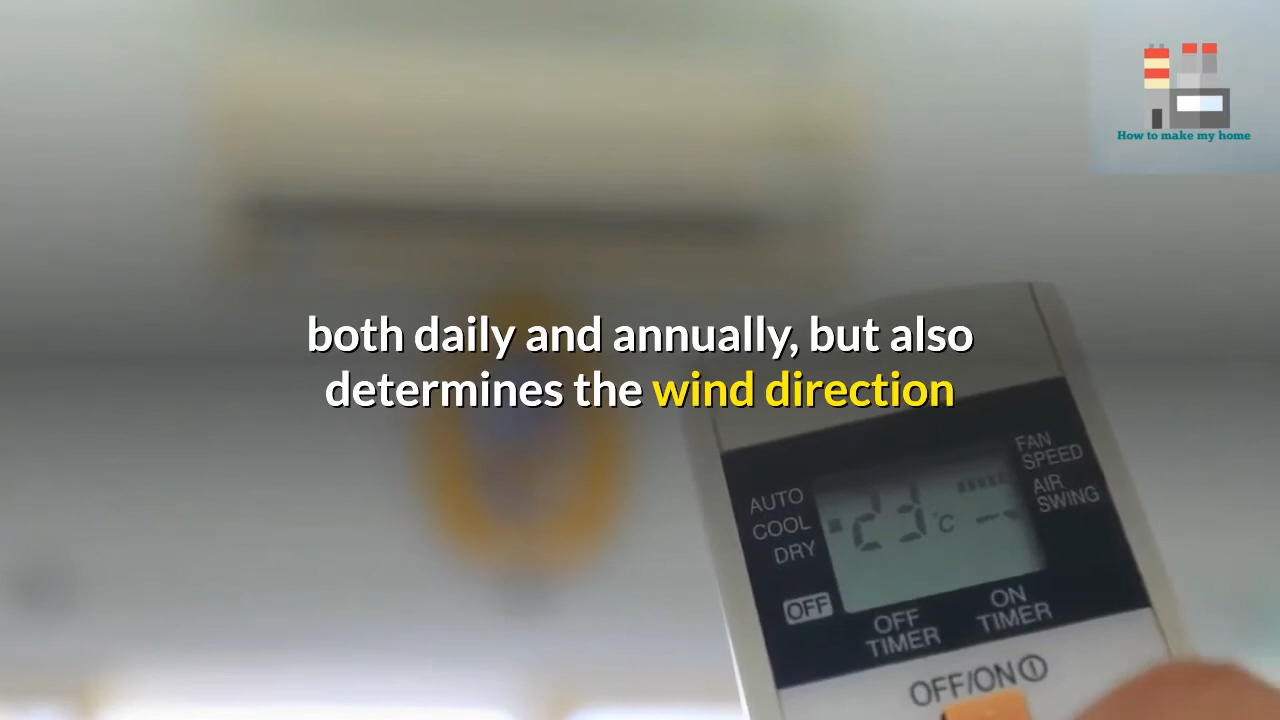 How to make my home
both daily and annually, but also
determines the wind direction
FAN
SPEED
AIR
SWING
AUTO
COOL
DRY
23 °C
OFF
OFF
TIMER
ON
TIMER
OFF/ON